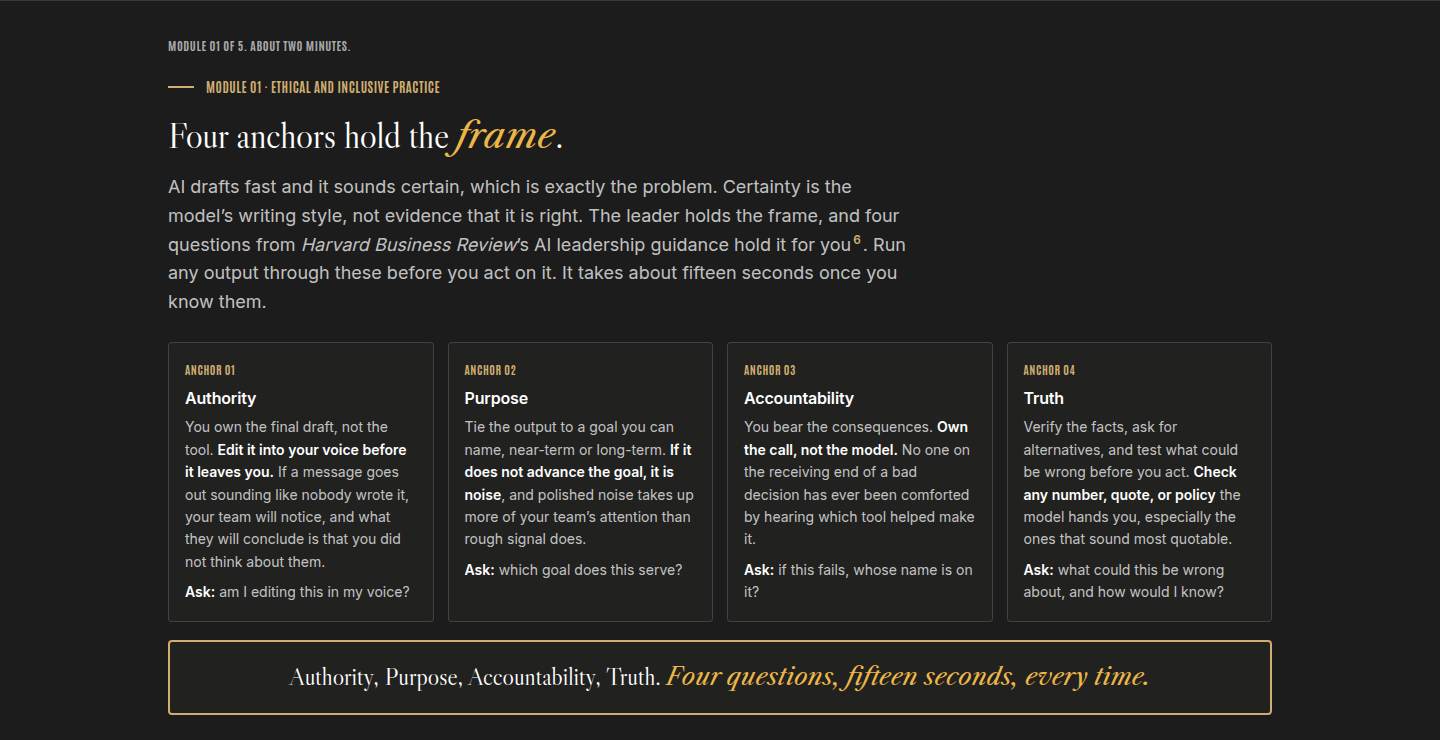 MODULE 01 OF 5. ABOUT TWO MINUTES.
MODULE 01 · ETHICAL AND INCLUSIVE PRACTICE
Four anchors hold the frame.
AI drafts fast and it sounds certain, which is exactly the problem. Certainty is the
model’s writing style, not evidence that it is right. The leader holds the frame, and four
questions from Harvard Business Review’s AI leadership guidance hold it for you6. Run
any output through these before you act on it. It takes about fifteen seconds once you
know them.
ANCHOR 01
Authority
You own the final draft, not the
tool. Edit it into your voice before
it leaves you. If a message goes
out sounding like nobody wrote it,
your team will notice, and what
they will conclude is that you did
not think about them.
Ask: am I editing this in my voice?
ANCHOR 02
Purpose
Tie the output to a goal you can
name, near-term or long-term. If it
does not advance the goal, it is
noise, and polished noise takes up
more of your team’s attention than
rough signal does.
Ask: which goal does this serve?
ANCHOR 03
Accountability
You bear the consequences. Own
the call, not the model. No one on
the receiving end of a bad
decision has ever been comforted
by hearing which tool helped make
it.
Ask: if this fails, whose name is on
it?
ANCHOR 04
Truth
Verify the facts, ask for
alternatives, and test what could
be wrong before you act. Check
any number, quote, or policy the
model hands you, especially the
ones that sound most quotable.
Ask: what could this be wrong
about, and how would I know?
Authority, Purpose, Accountability, Truth. Four questions, fifteen seconds, every time.